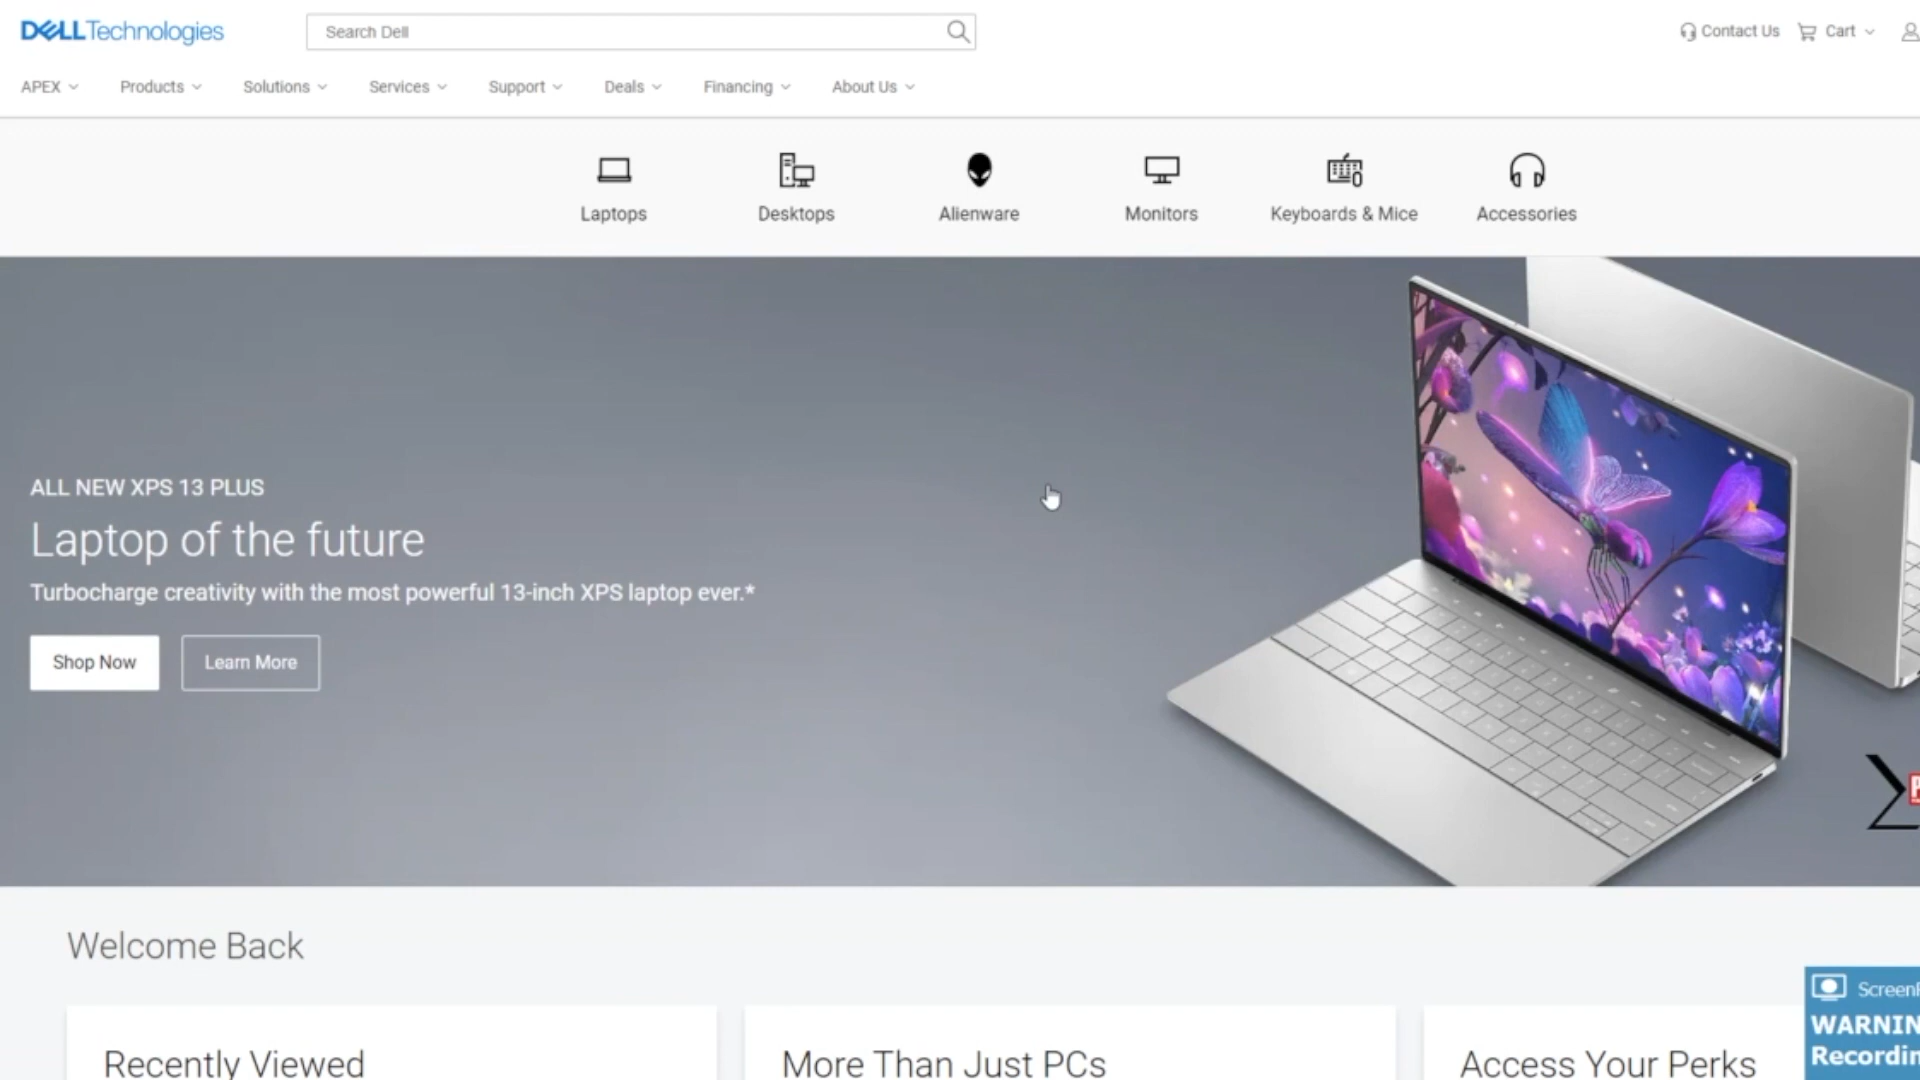 DELLTechnologies
Search Dell
Contact Us
Cart
APEX
Products
Solutions
Services
Support
Deals
Financing
About Us
Laptops
Desktops
Alienware
Monitors
Keyboards & Mice
Accessories
ALL NEW XPS 13 PLUS
Laptop of the future
Turbocharge creativity with the most powerful 13-inch XPS laptop ever.*
Shop Now
Learn More
Welcome Back
Recently Viewed
More Than Just PCs
Access Your Perks